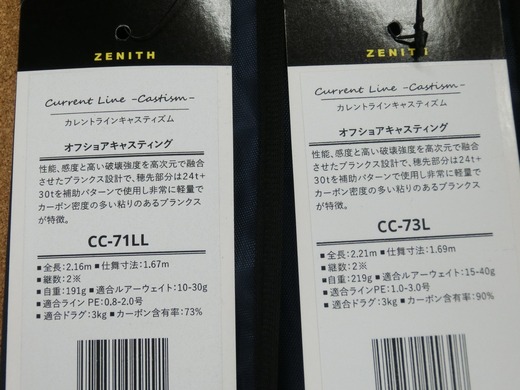 ZENITH
Current Line -Castism-
カレントラインキャスティズム
オフショアキャスティング
性能、感度と高い破壊強度を高次元で融合
させたブランクス設計で、穂先部分は24t+
30tを補助パターンで使用し非常に軽量で
カーボン密度の多い粘りのあるブランクス
が特徴。
CC-71LL
■全長:2.16m ■仕舞寸法:1.67m
■継数:2※
■自重:191g ■適合ルアーウェイト:10-30g
■適合ライン PE:0.8-2.0号
■適合ドラグ:3kg ■カーボン含有率:73%
ZENIT
Current Line -Castism-
カレントラインキャスティズム
オフショアキャスティング
性能、感度と高い破壊強度を高次元で融合
させたブランクス設計で、穂先部分は24t+
30tを補助パターンで使用し非常に軽量で
カーボン密度の多い粘りのあるブランクス
が特徴。
CC-73L
■全長:2.21m ■仕舞寸法:1.69m
■継数:2※
■自重:219g ■適合ルアーウェイト:15-40g
■適合ラインPE:1.0-3.0号
■適合ドラグ:3kg ■カーボン含有率:90%